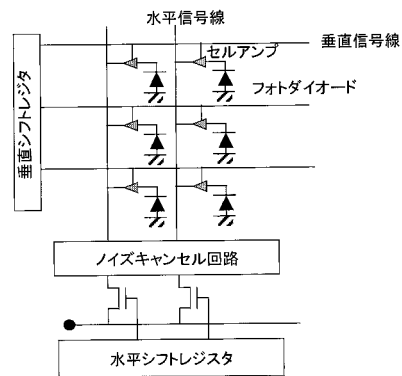 水平信号線
垂直信号線
セルアンプ
フォトダイオード
垂直シフトレジタ
ノイズキャンセル回路
水平シフトレジスタ